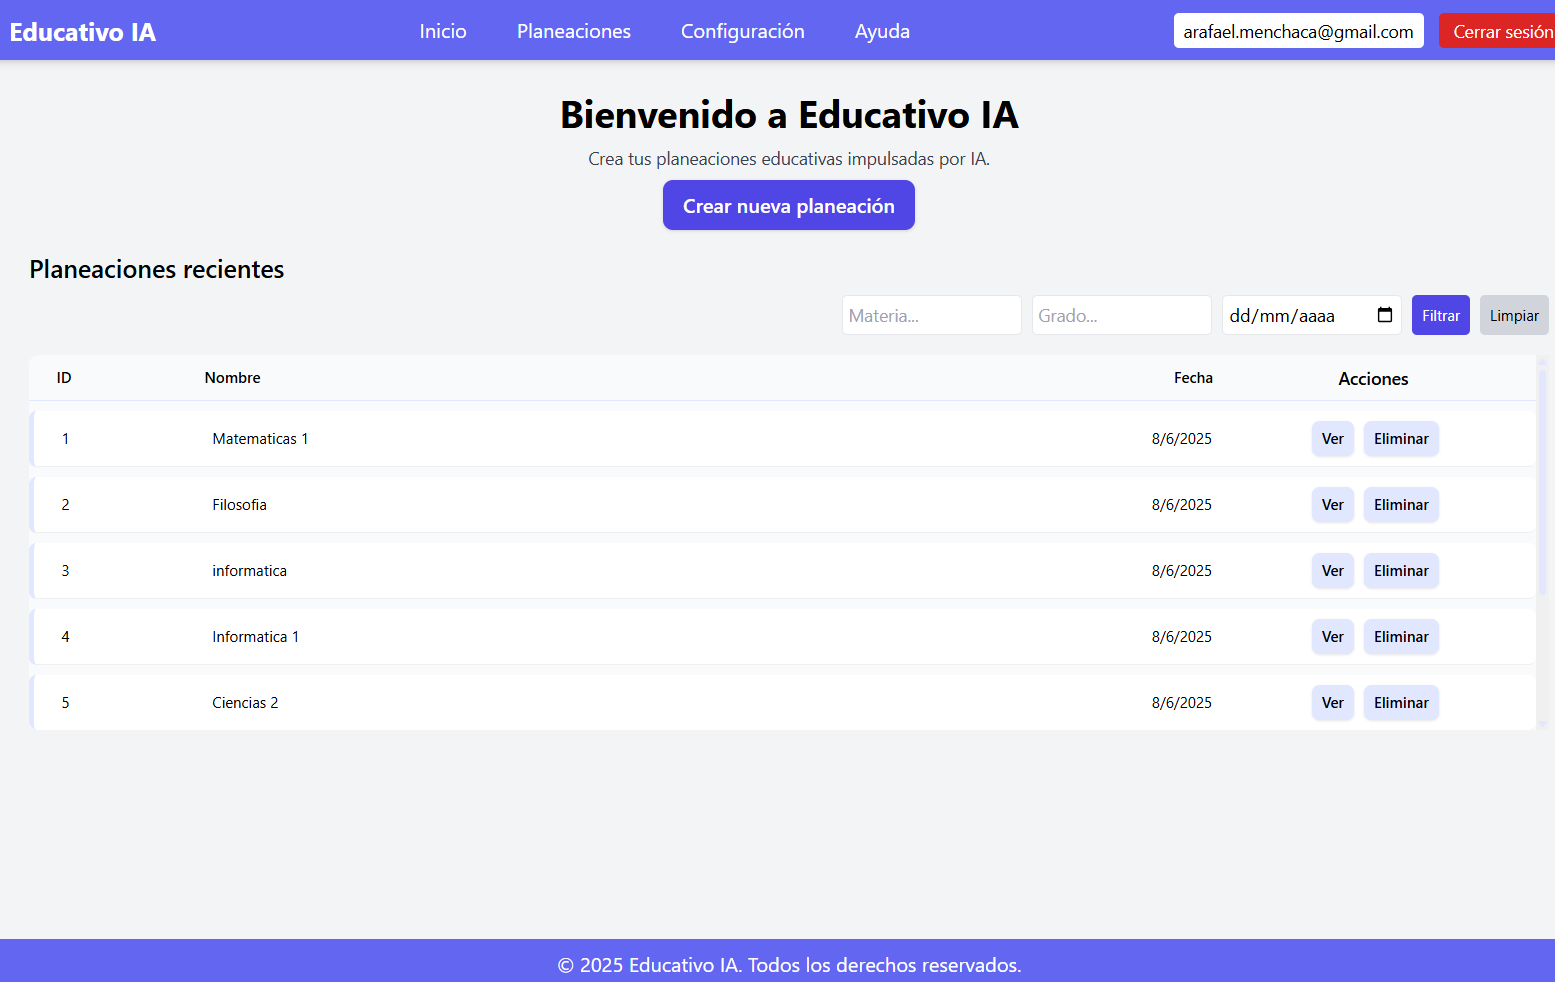 Educativo IA Inicio Planeaciones Configuración Ayuda arafael.menchaca@gmail.com Cerrar sesión
Bienvenido a Educativo IA
Crea tus planeaciones educativas impulsadas por IA.
Crear nueva planeación
Planeaciones recientes
Materia... Grado... dd/mm/aaaa Filtrar Limpiar
ID Nombre Fecha Acciones
1 Matematicas 1 8/6/2025 Ver Eliminar
2 Filosofia 8/6/2025 Ver Eliminar
3 informatica 8/6/2025 Ver Eliminar
4 Informatica 1 8/6/2025 Ver Eliminar
5 Ciencias 2 8/6/2025 Ver Eliminar
© 2025 Educativo IA. Todos los derechos reservados.